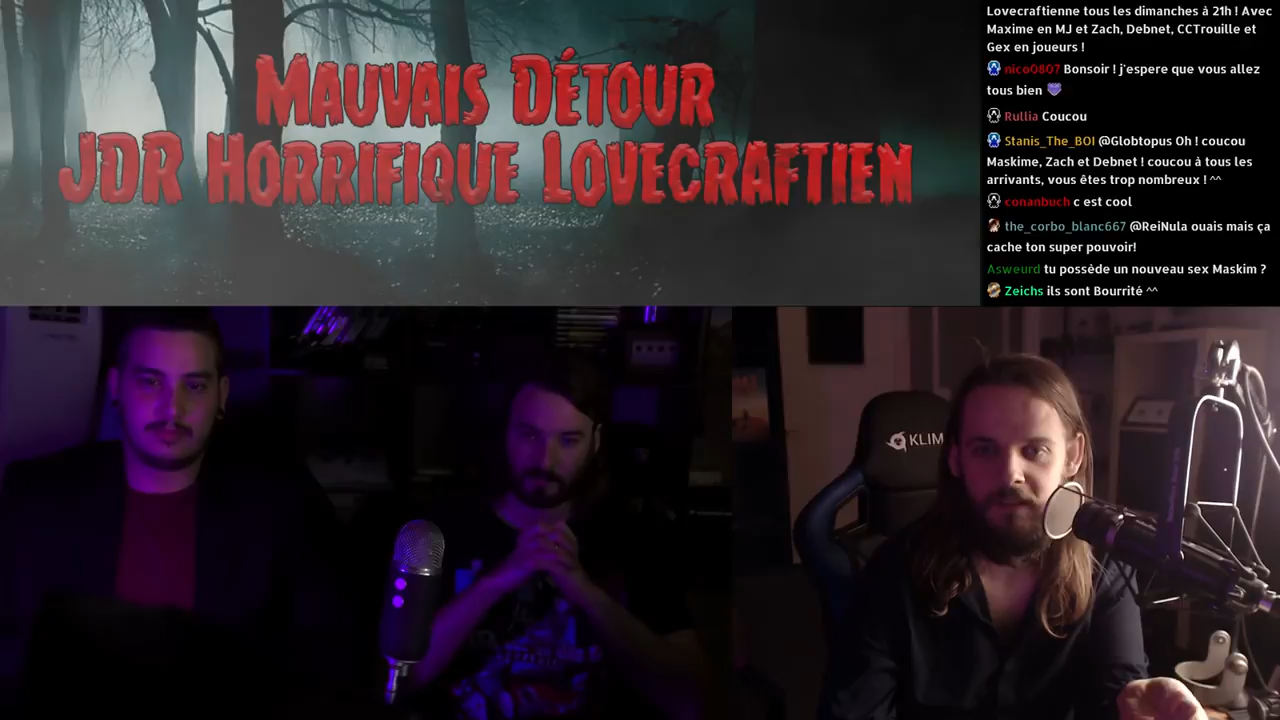 MAUVAIS DÉTOUR
JDR HORRIFIQUE LOVECRAFTIEN
Lovecraftienne tous les dimanches à 21h ! Avec
Maxime en MJ et Zach, Debnet, CCTrouille et
Gex en joueurs !
nico0807 Bonsoir ! j'espere que vous allez
tous bien
Rullia Coucou
Stanis_The_BOI @Globtopus Oh ! coucou
Maskime, Zach et Debnet ! coucou à tous les
arrivants, vous êtes trop nombreux ! ^^
conanbuch c est cool
the_corbo_blanc667 @ReiNula ouais mais ça
cache ton super pouvoir!
Asweurd tu possède un nouveau sex Maskim ?
Zeichs ils sont Bourrité ^^
KLIM